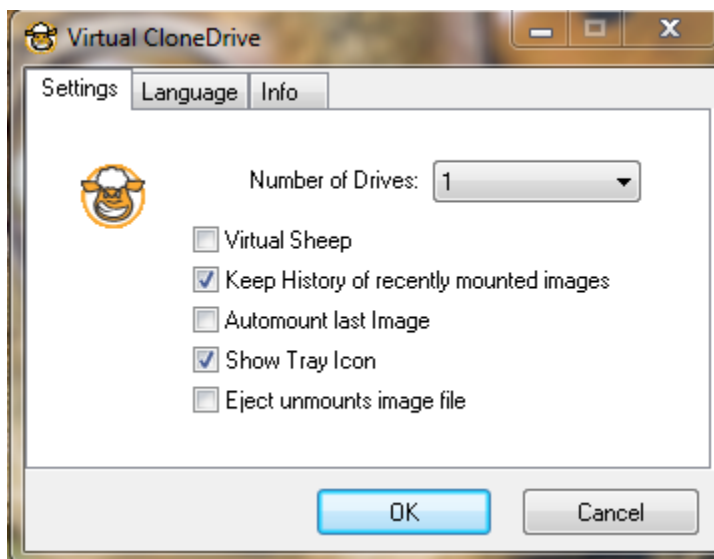 Virtual CloneDrive
Settings Language Info
Number of Drives: 1
Virtual Sheep
Keep History of recently mounted images
Automount last Image
Show Tray Icon
Eject unmounts image file
OK Cancel